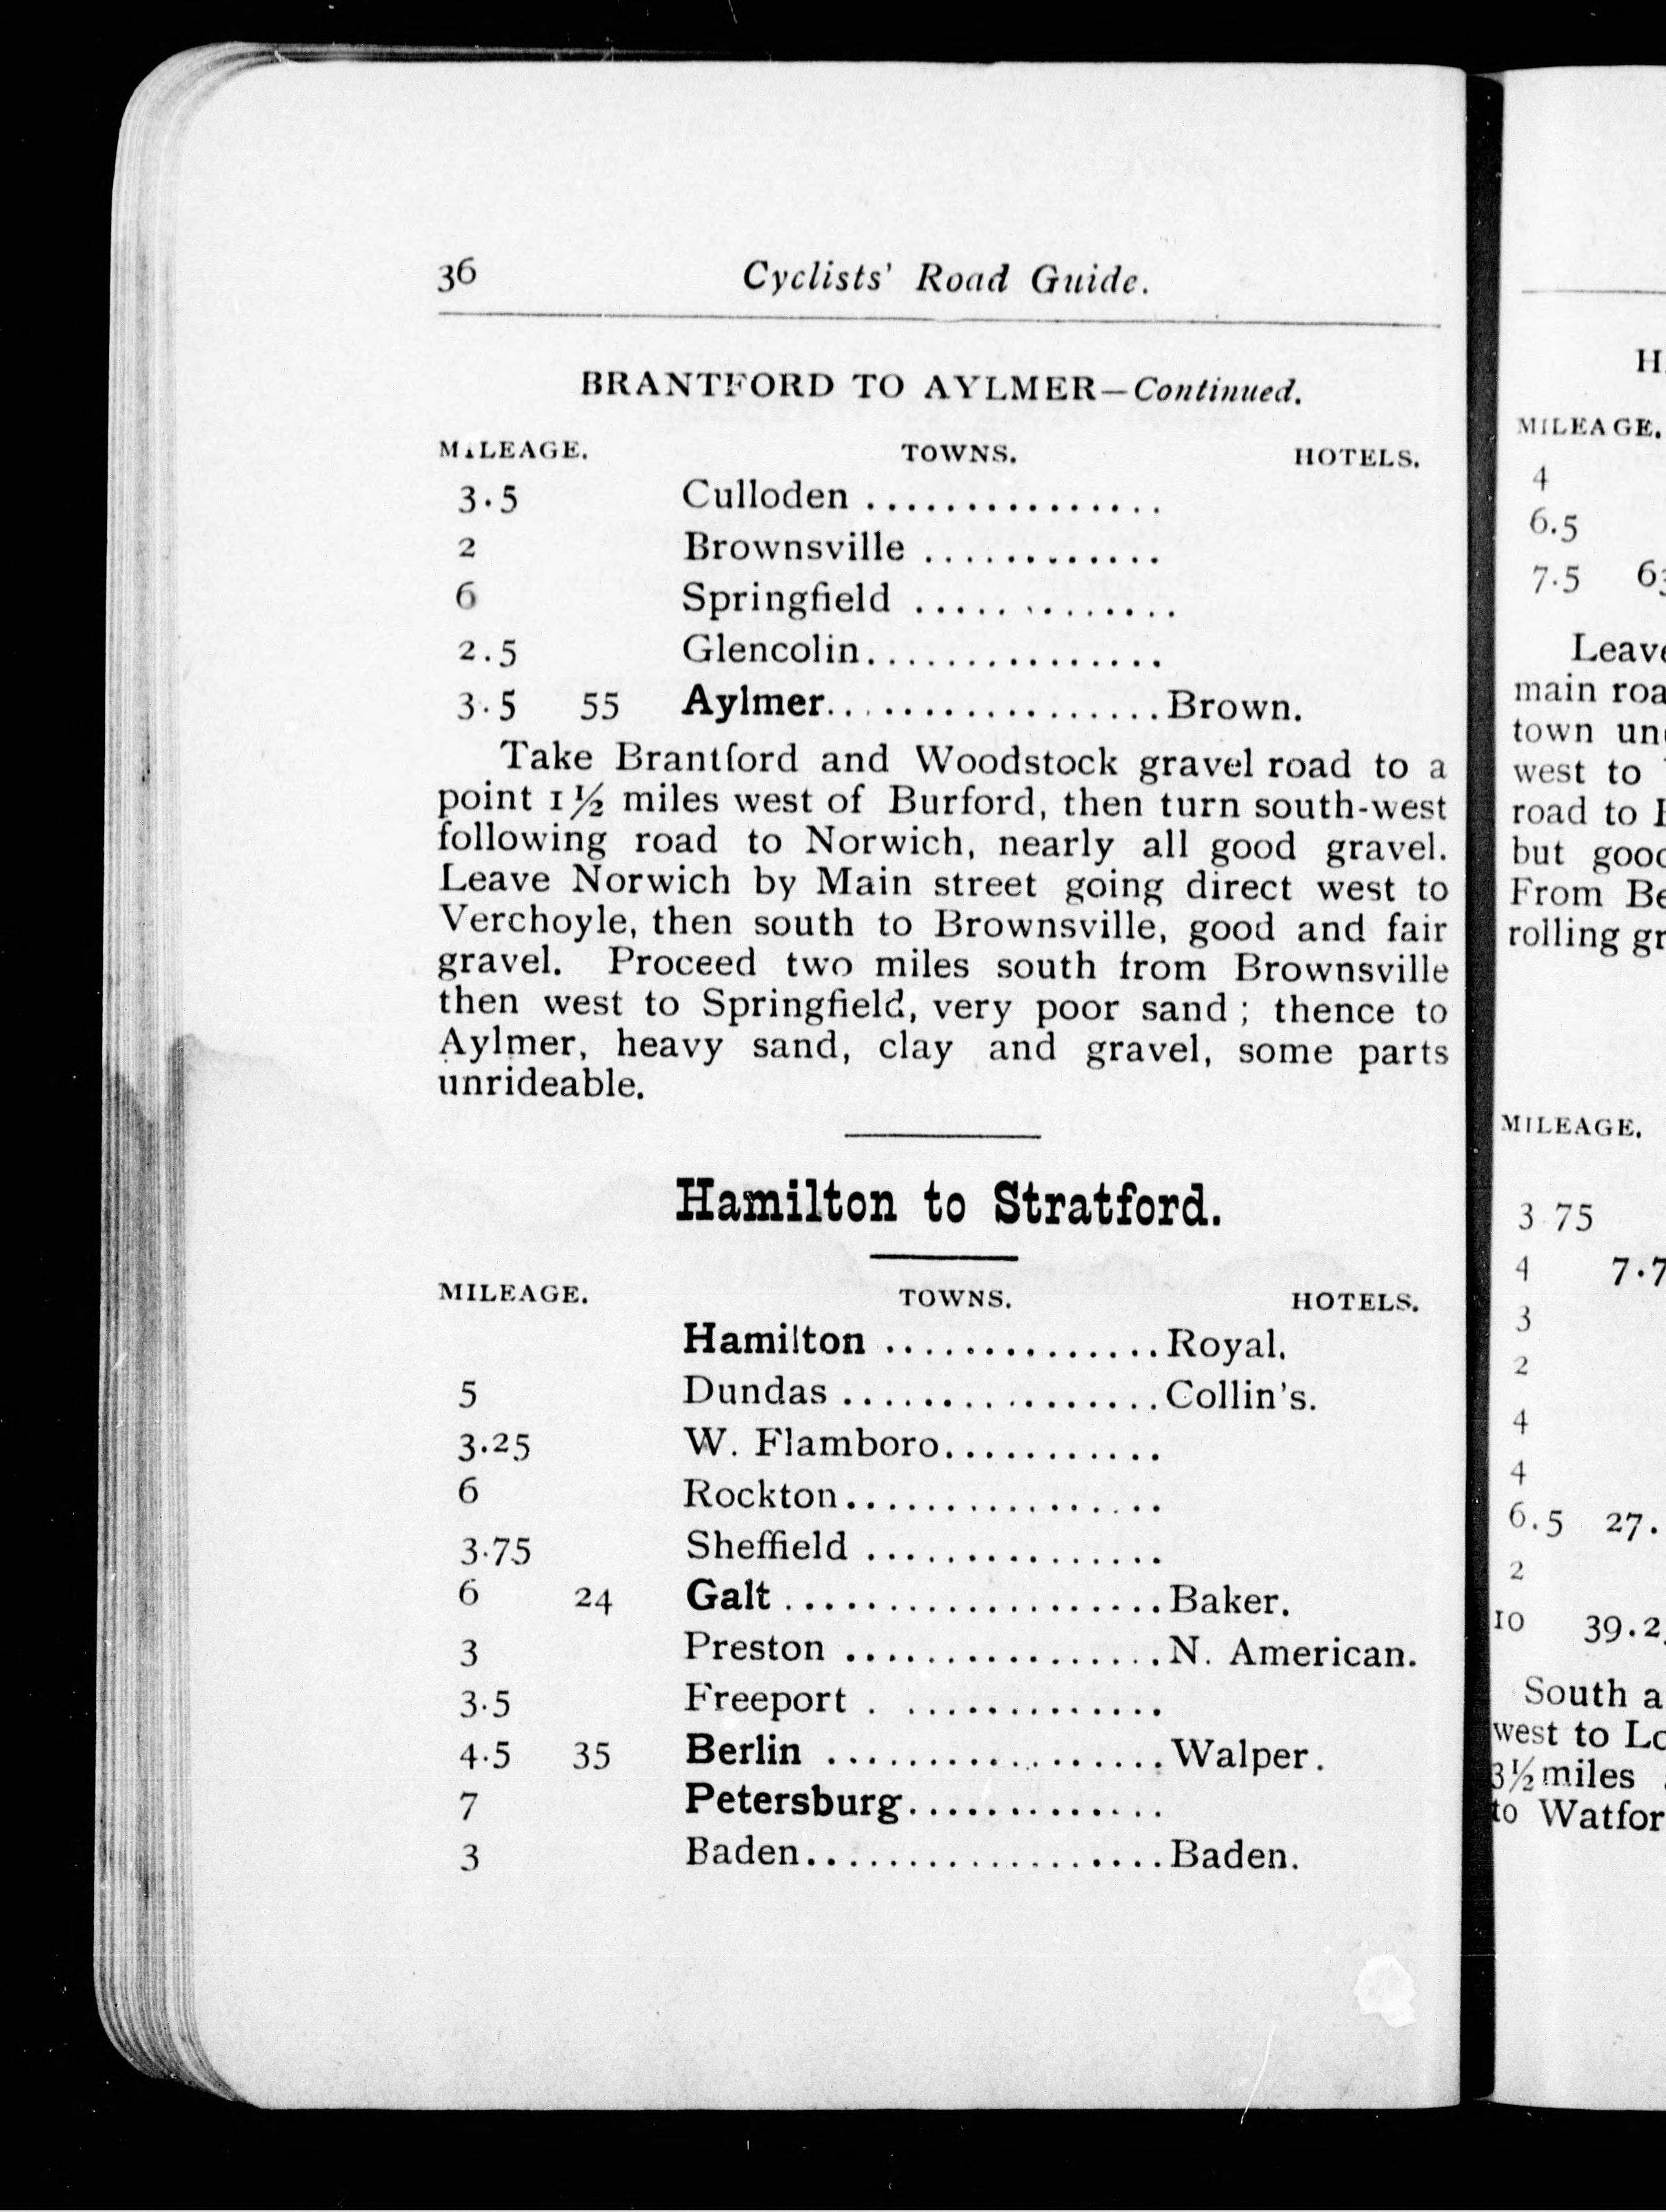 36 Cyclists' Road Guide.
BRANTFORD TO AYLMER—Continued.
MILEAGE. TOWNS. HOTELS.
3.5 Culloden ...............
2 Brownsville ............
6 Springfield .............
2.5 Glencolin...............
3.5 55 Aylmer.................Brown.
Take Brantford and Woodstock gravel road to a
point 1½ miles west of Burford, then turn south-west
following road to Norwich, nearly all good gravel.
Leave Norwich by Main street going direct west to
Verchoyle, then south to Brownsville, good and fair
gravel. Proceed two miles south from Brownsville
then west to Springfield, very poor sand ; thence to
Aylmer, heavy sand, clay and gravel, some parts
unrideable.
Hamilton to Stratford.
MILEAGE. TOWNS. HOTELS.
Hamilton ..............Royal.
5 Dundas ................Collin's.
3.25 W. Flamboro...........
6 Rockton................
3.75 Sheffield ...............
6 24 Galt ...................Baker.
3 Preston ................N. American.
3.5 Freeport . .............
4.5 35 Berlin .................Walper.
7 Petersburg.............
3 Baden..................Baden.
MILEAGE.
4
6.5
7.5
Leave
main
town
west to
road to
but
From
rolling
MILEAGE.
3 75
4
3
2
4
4
6.5 27.
2
10 39.2
South a
west to
3½ miles
to